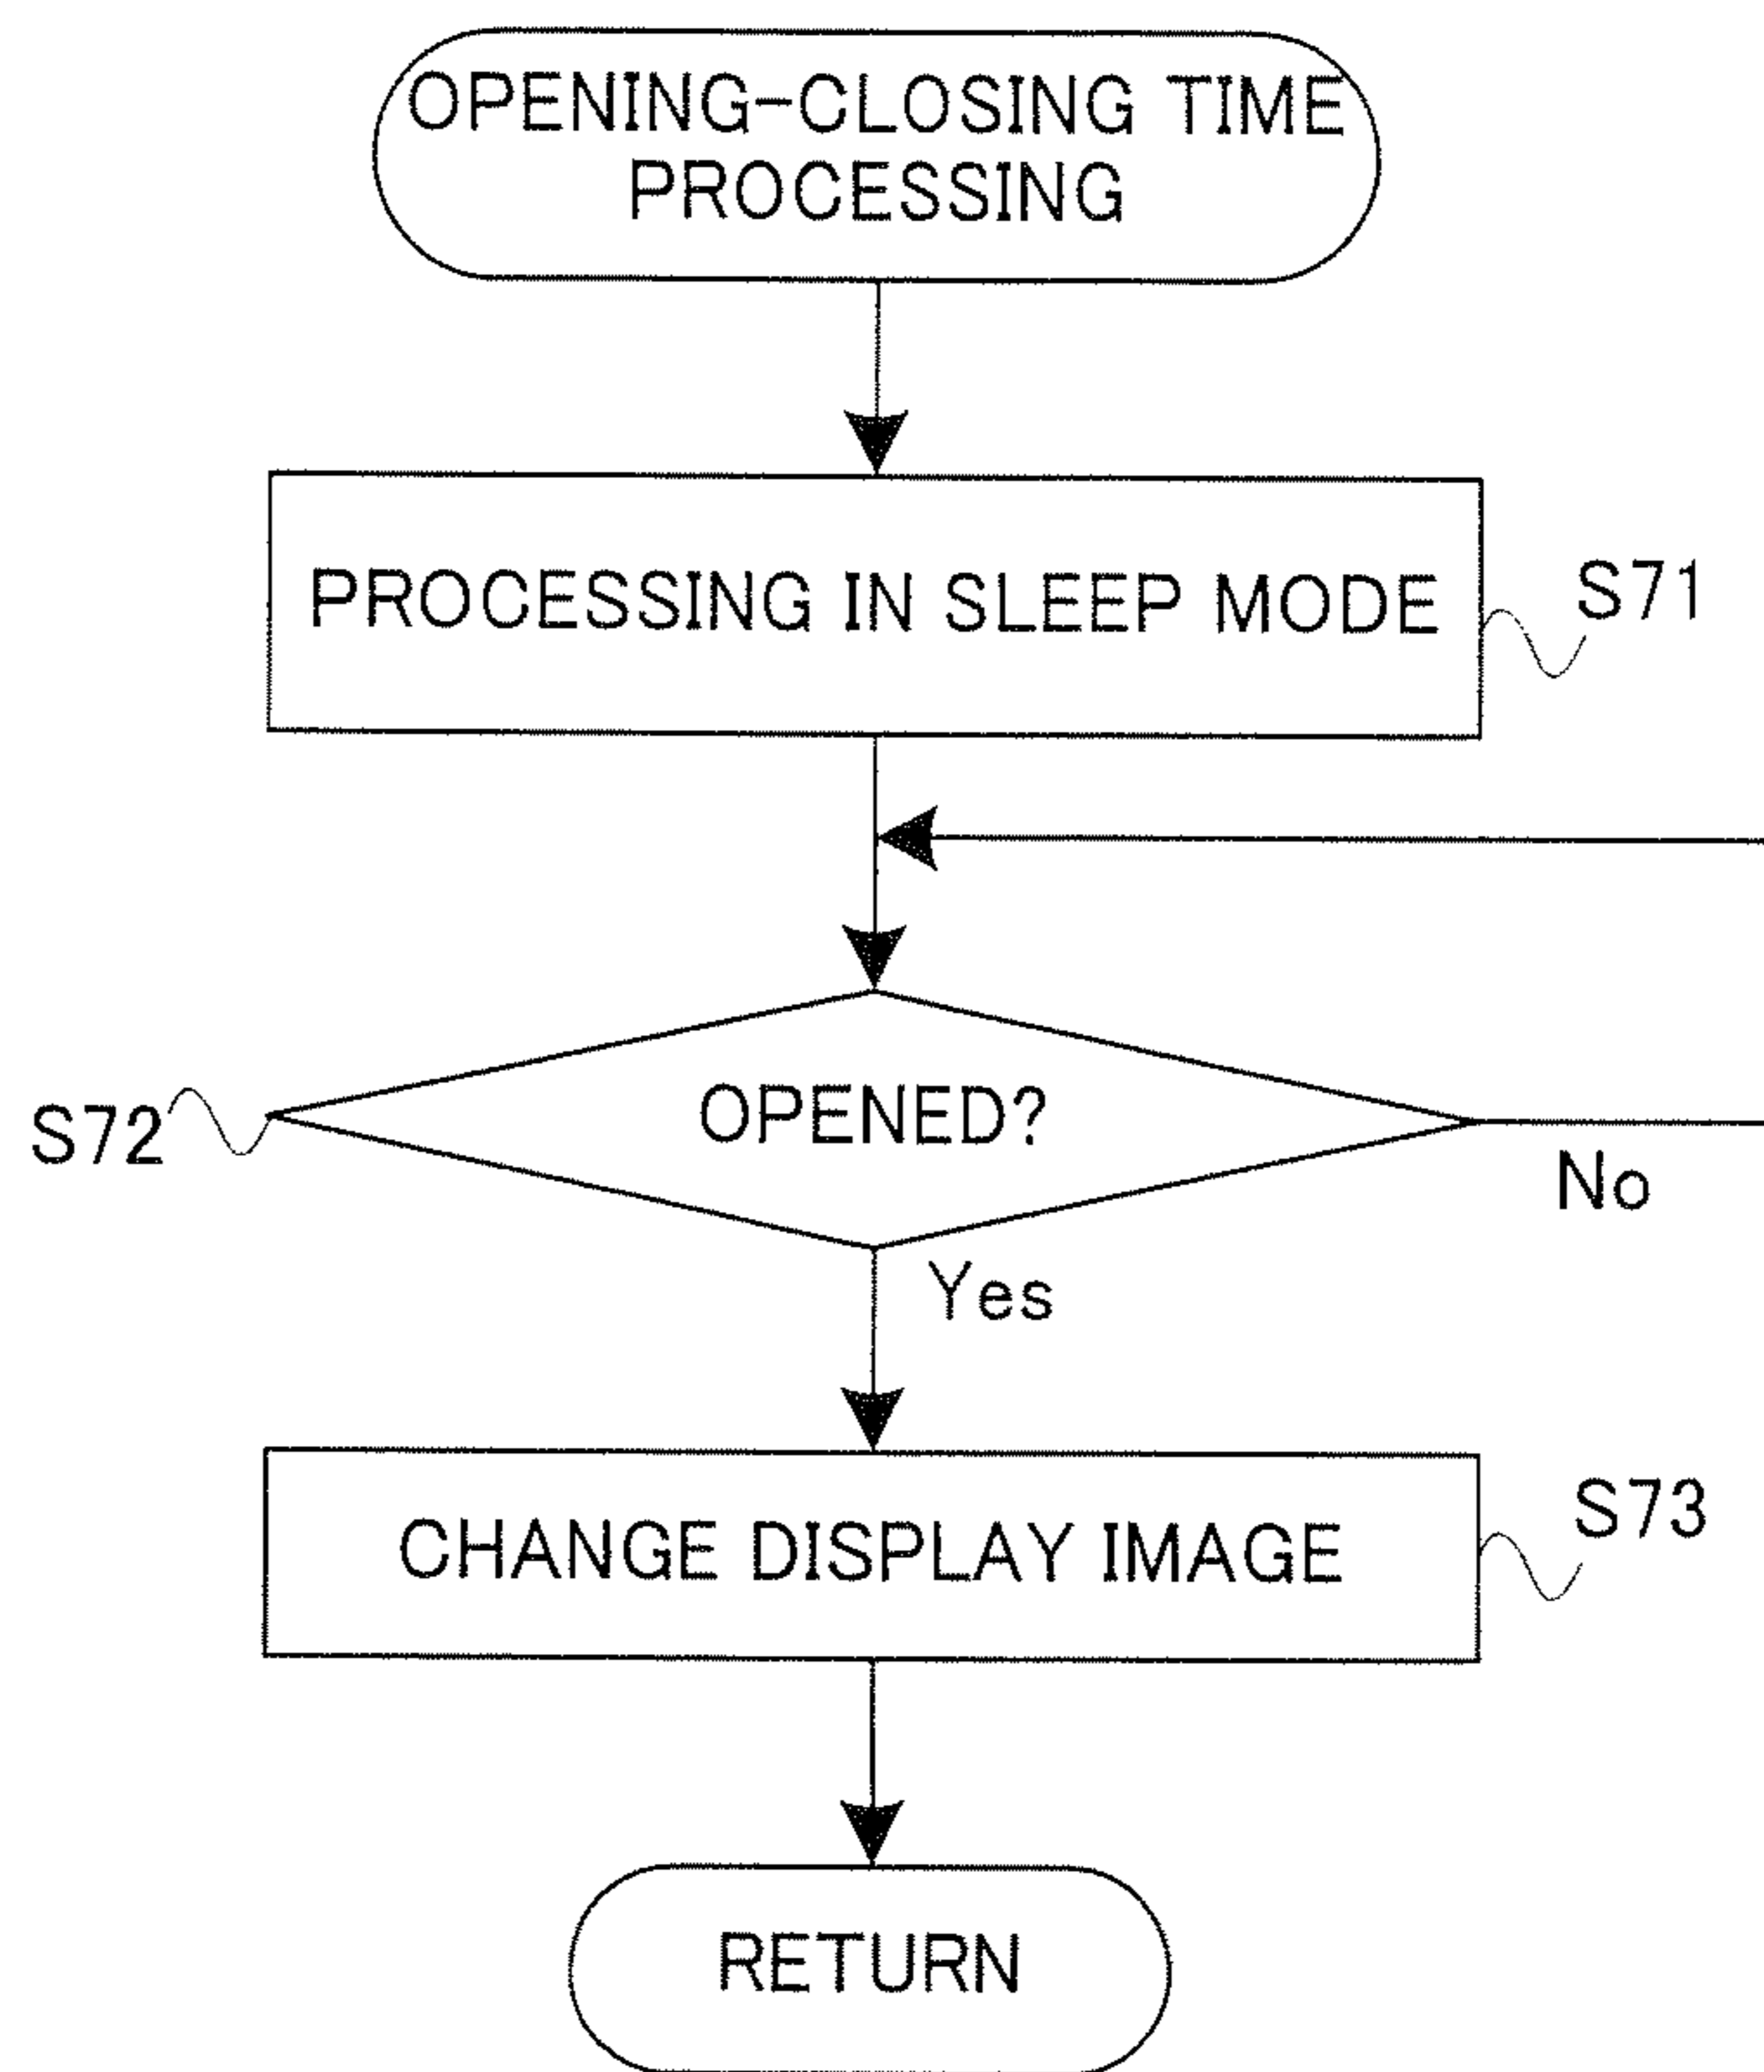 OPENING-CLOSING TIME
PROCESSING
PROCESSING IN SLEEP MODE
S71
OPENED?
S72
No
Yes
CHANGE DISPLAY IMAGE
S73
RETURN